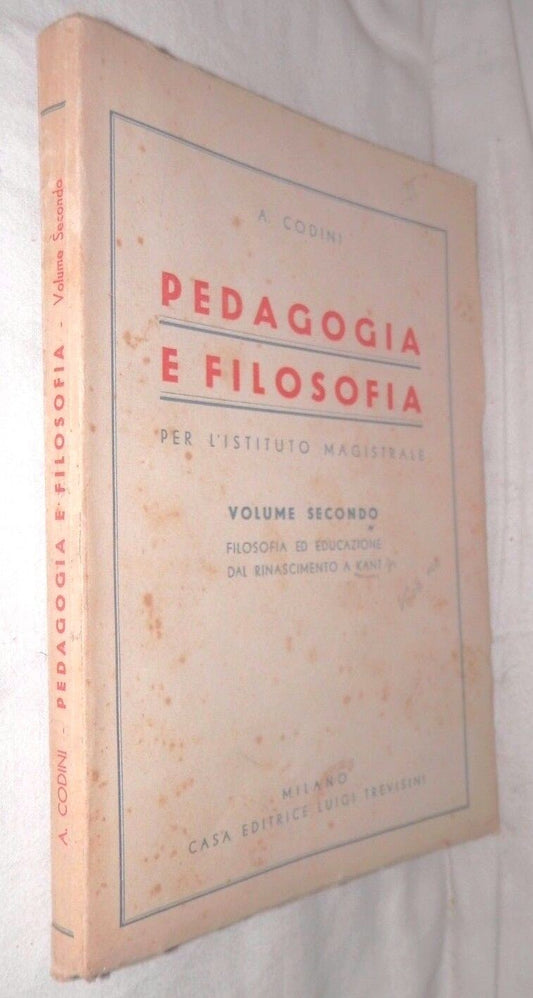 A. CODINI
PEDAGOGIA
E FILOSOFIA
PER L'ISTITUTO MAGISTRALE
VOLUME SECONDO
FILOSOFIA ED EDUCAZIONE
DAL RINASCIMENTO A KANT
MILANO
CASA EDITRICE LUIGI TREVISINI
A. CODINI - PEDAGOGIA E FILOSOFIA - Volume Secondo